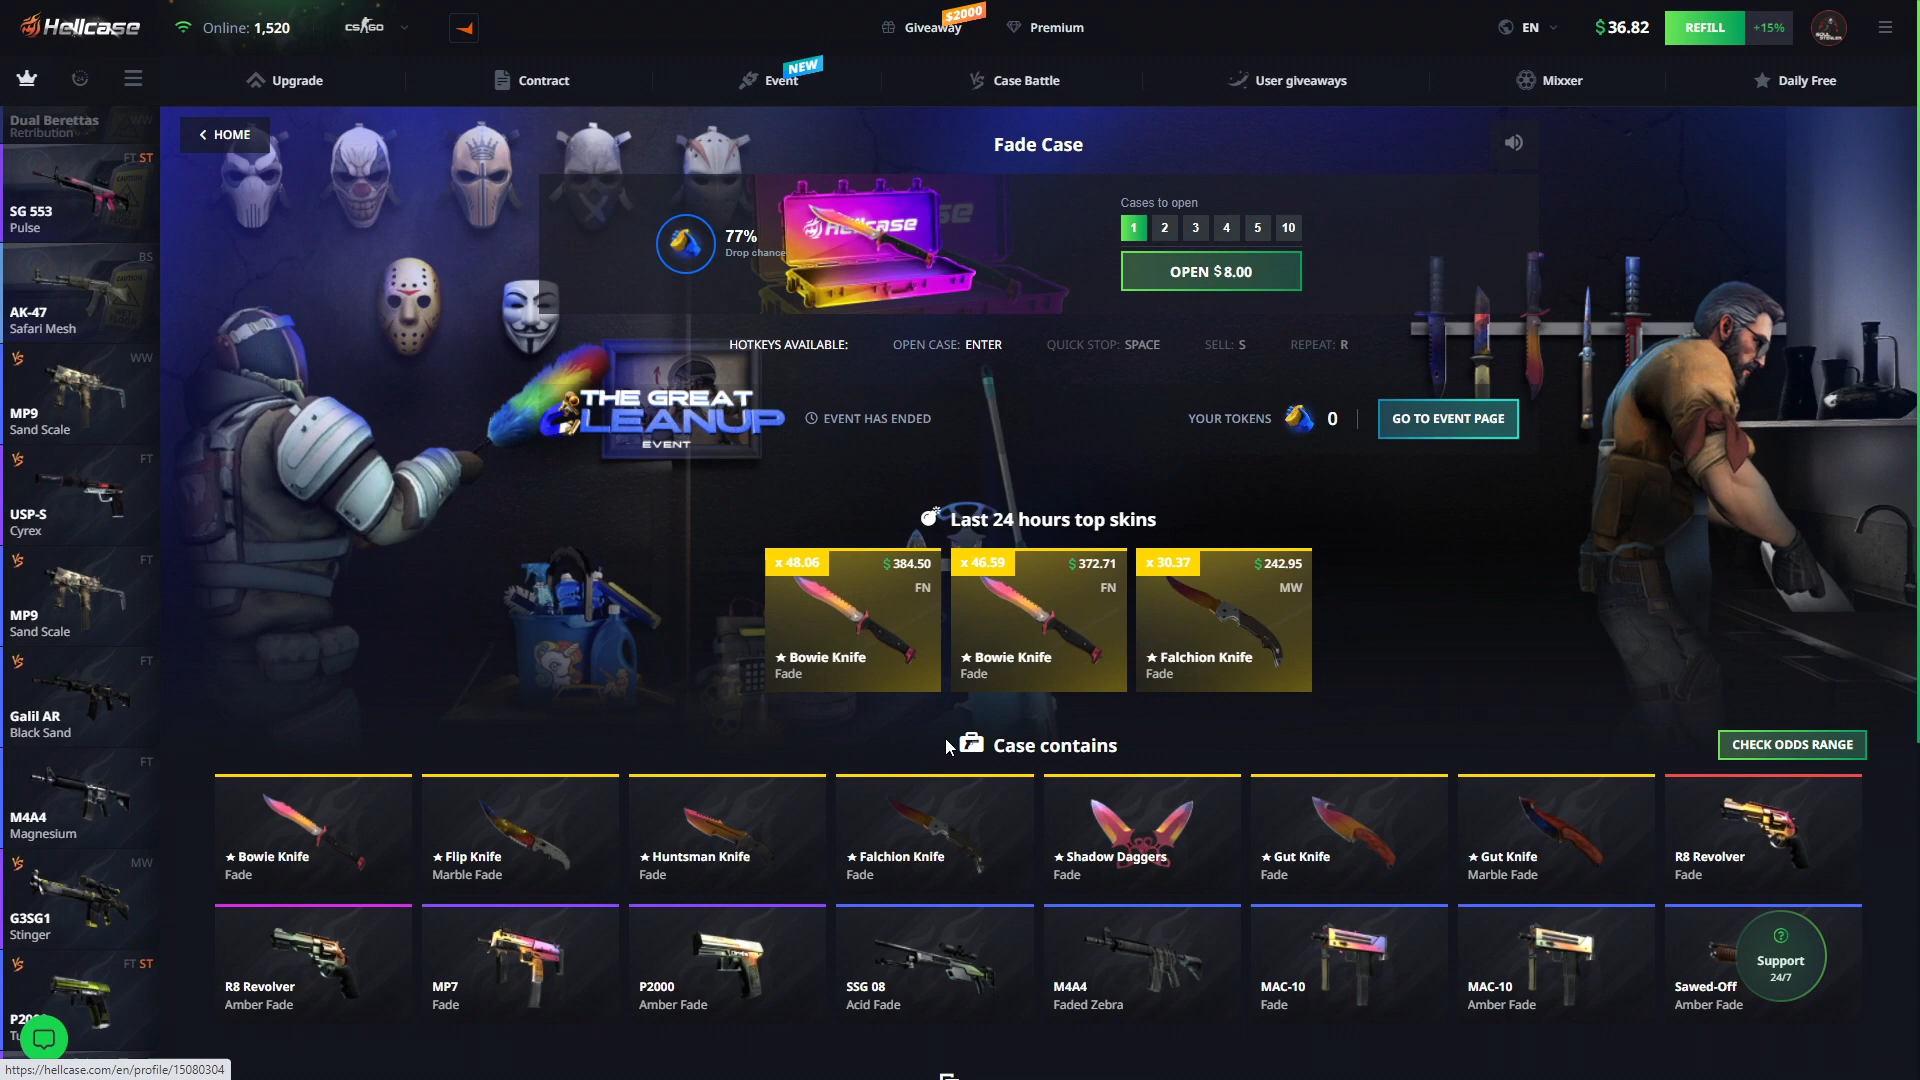 Hellcase
Online: 1,520
CS:GO
Giveaway
$2000
Premium
EN
$ 36.82
REFILL
+15%
Upgrade
Contract
Event
NEW
Case Battle
User giveaways
Mixxer
Daily Free
HOME
Fade Case
Dual Berettas
Retribution
WW
FT ST
SG 553
Pulse
BS
AK-47
Safari Mesh
WW
MP9
Sand Scale
FT
USP-S
Cyrex
FT
MP9
Sand Scale
FT
Galil AR
Black Sand
FT
M4A4
Magnesium
MW
G3SG1
Stinger
FT ST
77%
Drop chance
Hellcase
Cases to open
1 2 3 4 5 10
OPEN $ 8.00
HOTKEYS AVAILABLE: OPEN CASE: ENTER QUICK STOP: SPACE SELL: S REPEAT: R
THE GREAT
CLEANUP
EVENT
EVENT HAS ENDED
YOUR TOKENS 0
GO TO EVENT PAGE
Last 24 hours top skins
x 48.06 $ 384.50
FN
★ Bowie Knife
Fade
x 46.59 $ 372.71
FN
★ Bowie Knife
Fade
x 30.37 $ 242.95
MW
★ Falchion Knife
Fade
Case contains
CHECK ODDS RANGE
★ Bowie Knife
Fade
★ Flip Knife
Marble Fade
★ Huntsman Knife
Fade
★ Falchion Knife
Fade
★ Shadow Daggers
Fade
★ Gut Knife
Fade
★ Gut Knife
Marble Fade
R8 Revolver
Fade
R8 Revolver
Amber Fade
MP7
Fade
P2000
Amber Fade
SSG 08
Acid Fade
M4A4
Faded Zebra
MAC-10
Fade
MAC-10
Amber Fade
Sawed-Off
Amber Fade
Support
24/7
https://hellcase.com/en/profile/15080304